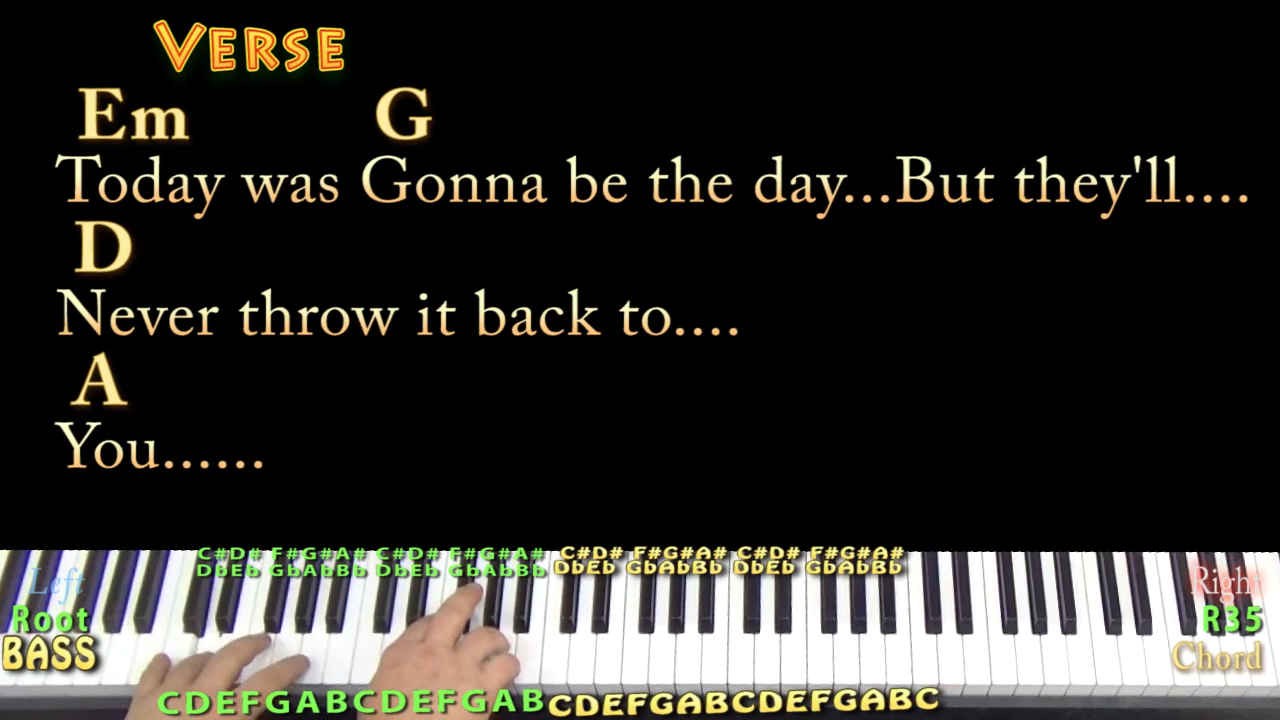 VERSE
Em G
Today was Gonna be the day...But they'll....
D
Never throw it back to....
A
You......
C#D# F#G#A# C#D# F#G#A# C#D# F#G#A# C#D# F#G#A#
DbEb GbAbBb DbEb GbAbBb DbEb GbAbBb DbEb GbAbBb
Left Right
Root R35
BASS Chord
CDEFGABCDEFGABCDEFGABCDEFGABC